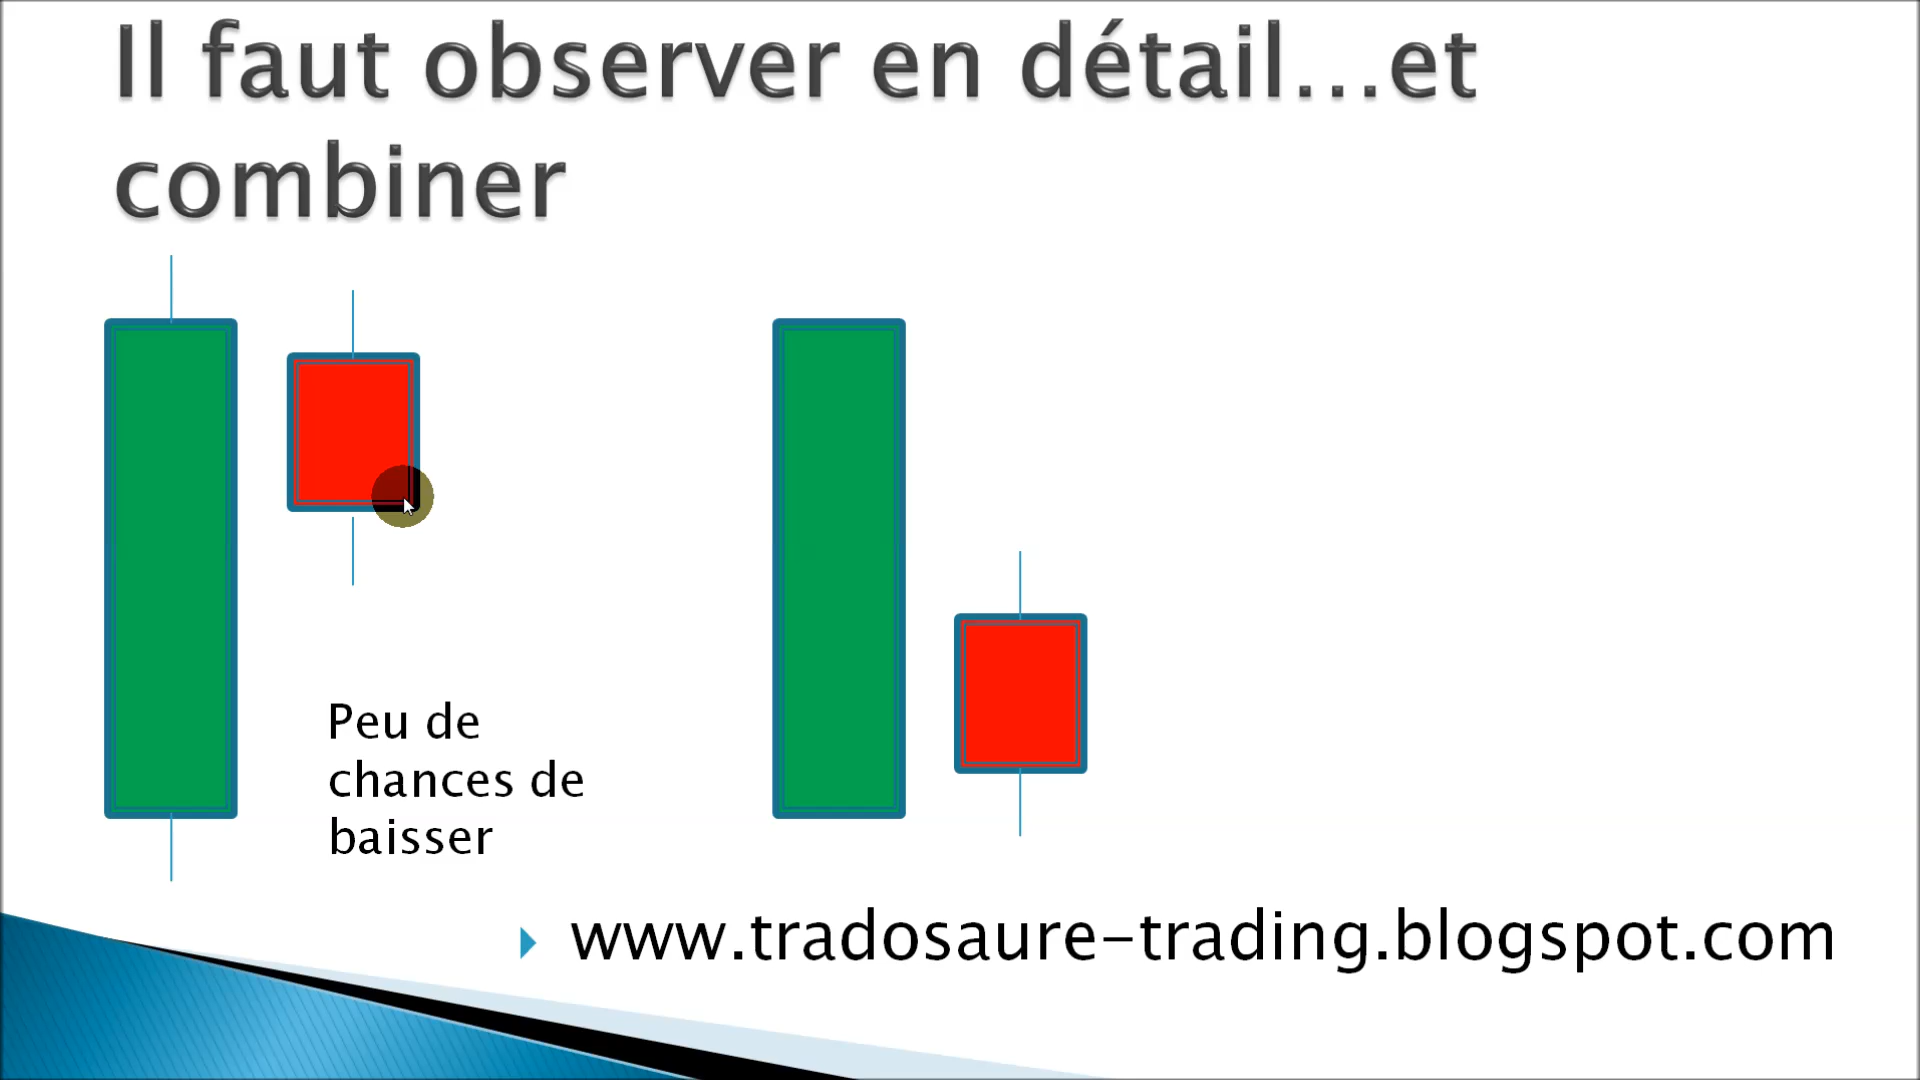 Il faut observer en détail...et
combiner
Peu de
chances de
baisser
www.tradosaure-trading.blogspot.com